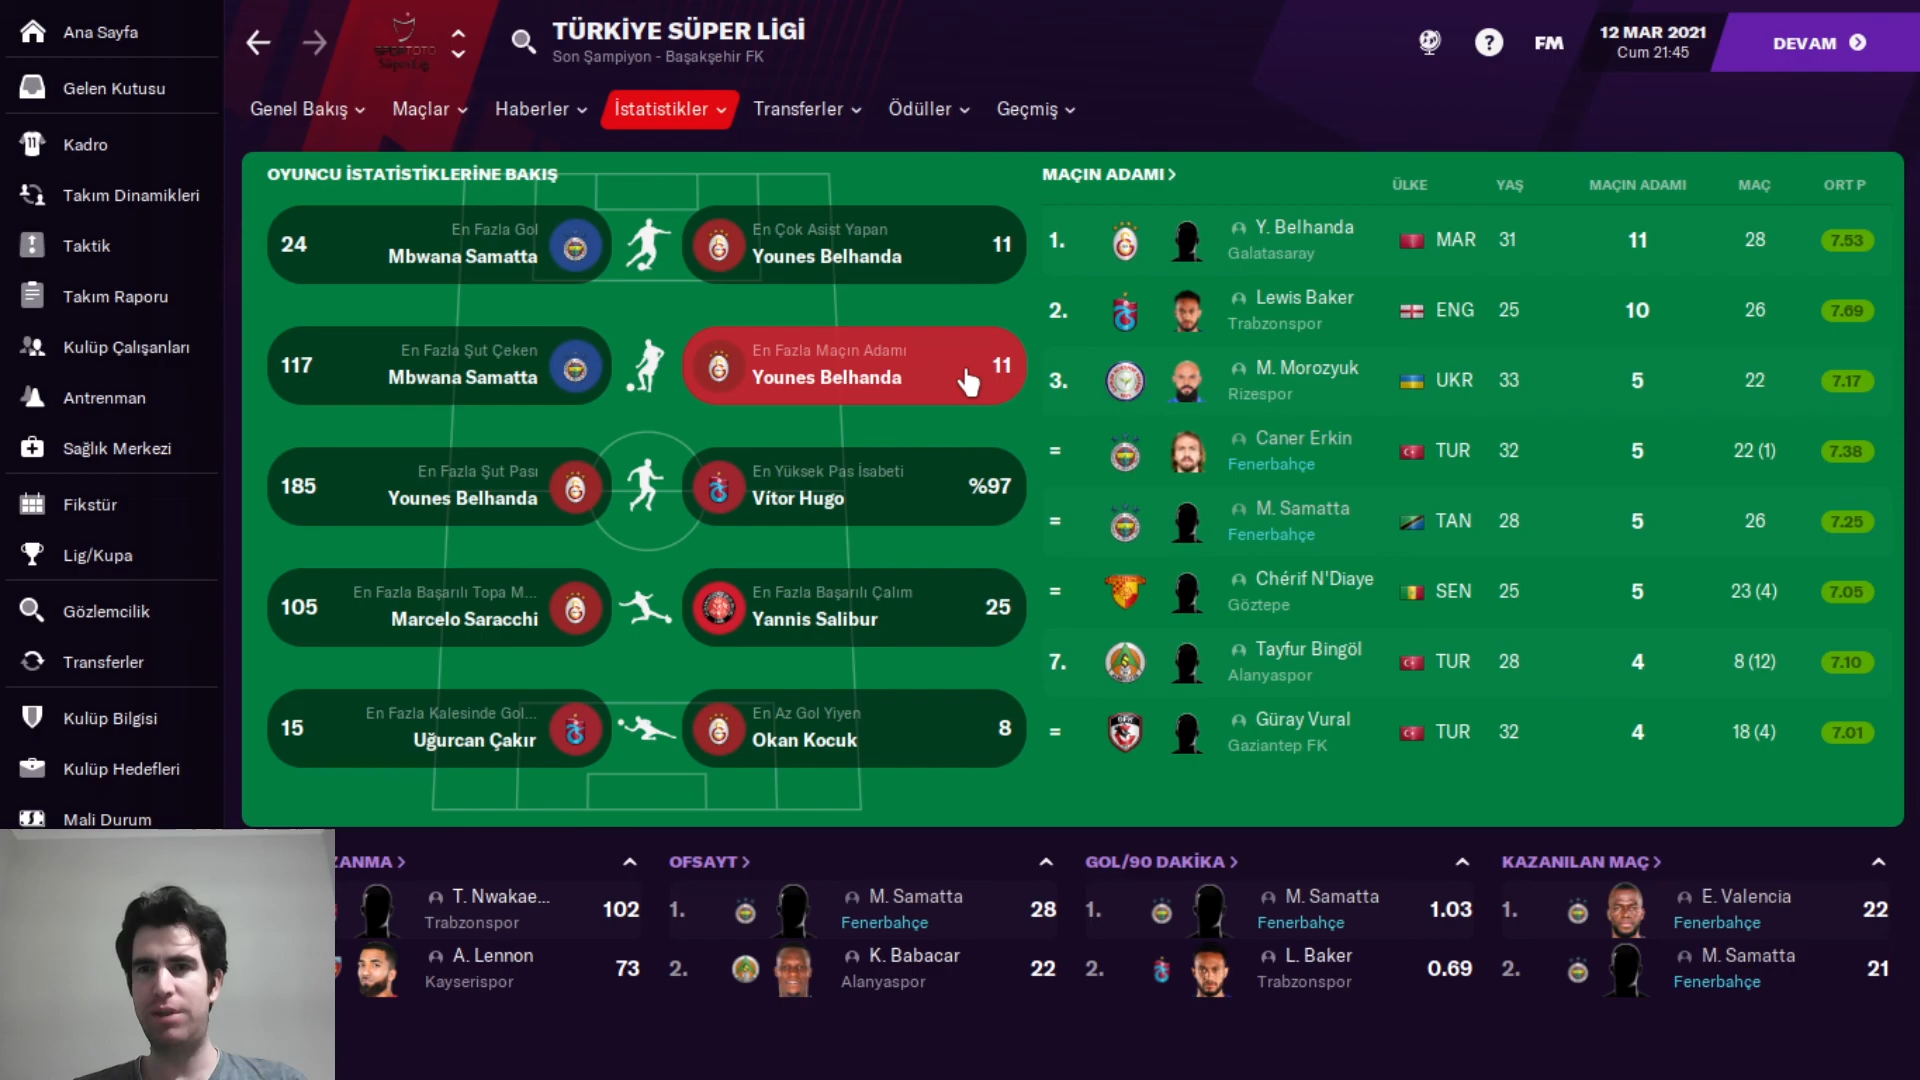 Ana Sayfa
Gelen Kutusu
Kadro
Takım Dinamikleri
Taktik
Takım Raporu
Kulüp Çalışanları
Antrenman
Sağlık Merkezi
Fikstür
Lig/Kupa
Gözlemcilik
Transferler
Kulüp Bilgisi
Kulüp Hedefleri
Mali Durum
TÜRKİYE SÜPER LİGİ
Son Şampiyon - Başakşehir FK
FM
12 MAR 2021
Cum 21:45
DEVAM
Genel Bakış Maçlar Haberler İstatistikler Transferler Ödüller Geçmiş
OYUNCU İSTATİSTİKLERİNE BAKIŞ
24 En Fazla Gol
Mbwana Samatta
En Çok Asist Yapan
Younes Belhanda 11
117 En Fazla Şut Çeken
Mbwana Samatta
En Fazla Maçın Adamı
Younes Belhanda 11
185 En Fazla Şut Pası
Younes Belhanda
En Yüksek Pas İsabeti
Vítor Hugo %97
105 En Fazla Başarılı Topa M...
Marcelo Saracchi
En Fazla Başarılı Çalım
Yannis Salibur 25
15 En Fazla Kalesinde Gol...
Uğurcan Çakır
En Az Gol Yiyen
Okan Kocuk 8
MAÇIN ADAMI ÜLKE YAŞ MAÇIN ADAMI MAÇ ORT P
1. Y. Belhanda MAR 31 11 28 7.53
Galatasaray
2. Lewis Baker ENG 25 10 26 7.69
Trabzonspor
3. M. Morozyuk UKR 33 5 22 7.17
Rizespor
= Caner Erkin TUR 32 5 22 (1) 7.38
Fenerbahçe
= M. Samatta TAN 28 5 26 7.25
Fenerbahçe
= Chérif N'Diaye SEN 25 5 23 (4) 7.05
Göztepe
7. Tayfur Bingöl TUR 28 4 8 (12) 7.10
Alanyaspor
= Güray Vural TUR 32 4 18 (4) 7.01
Gaziantep FK
ZANMA
T. Nwakae... 102
Trabzonspor
A. Lennon 73
Kayserispor
OFSAYT
1. M. Samatta 28
Fenerbahçe
2. K. Babacar 22
Alanyaspor
GOL/90 DAKİKA
1. M. Samatta 1.03
Fenerbahçe
2. L. Baker 0.69
Trabzonspor
KAZANILAN MAÇ
1. E. Valencia 22
Fenerbahçe
2. M. Samatta 21
Fenerbahçe